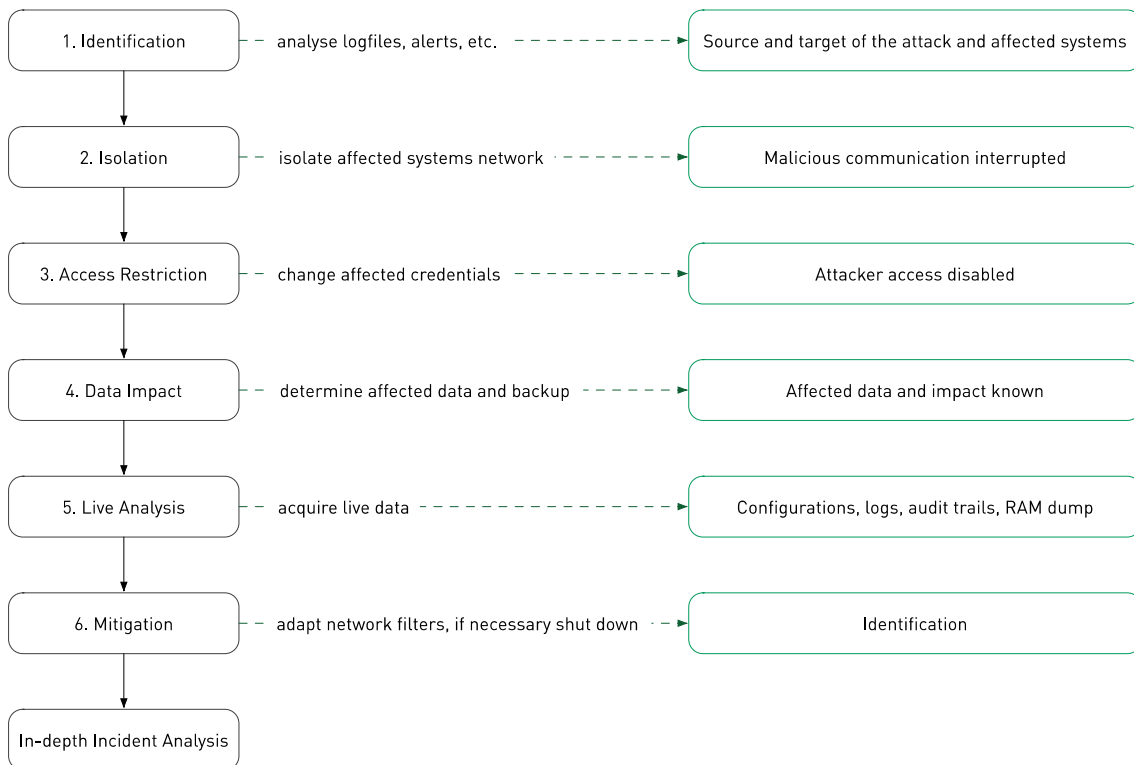 1. Identification
analyse logfiles, alerts, etc.
Source and target of the attack and affected systems
2. Isolation
isolate affected systems network
Malicious communication interrupted
3. Access Restriction
change affected credentials
Attacker access disabled
4. Data Impact
determine affected data and backup
Affected data and impact known
5. Live Analysis
acquire live data
Configurations, logs, audit trails, RAM dump
6. Mitigation
adapt network filters, if necessary shut down
Identification
In-depth Incident Analysis